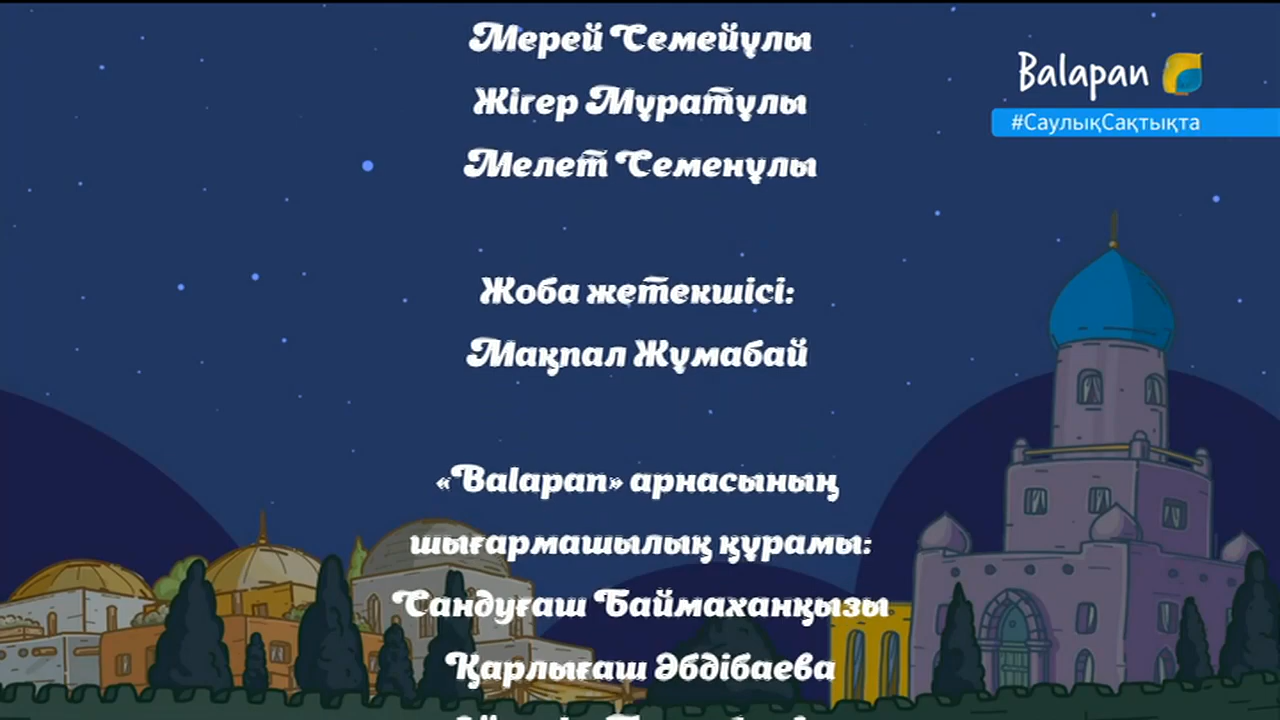 Мерей Семейұлы
Жігер Мұратұлы
Мелет Семенұлы
Balapan
#СаулықСақтықта
Жоба жетекшісі:
Мақпал Жұмабай
«Balapan» арнасының
шығармашылық құрамы:
Сандуғаш Баймаханқызы
Қарлығаш Әбдібаева